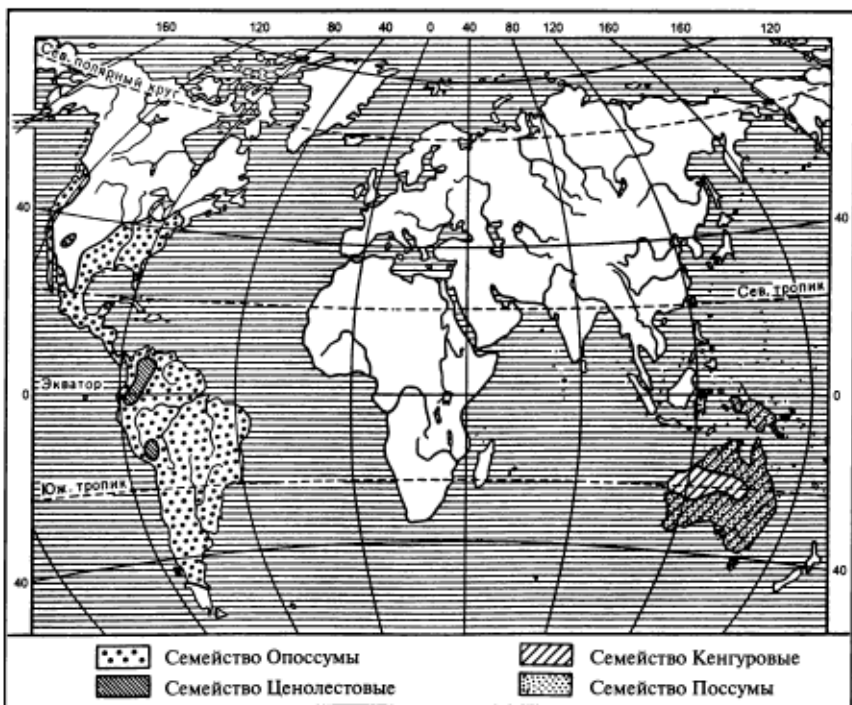 160 120 80 40 0 40 80 120 160 160 120
Сев. полярный круг
40 40
Сев. тропик
Экватор
0 0
Юж. тропик
40 40
Семейство Опоссумы Семейство Кенгуровые
Семейство Ценолестовые Семейство Поссумы